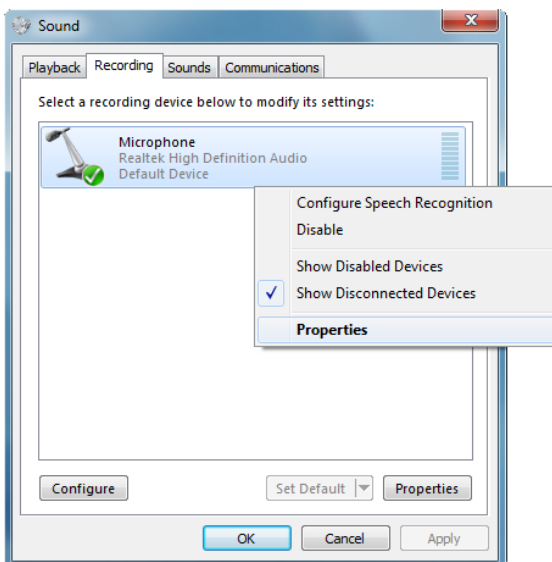 Sound
Playback Recording Sounds Communications
Select a recording device below to modify its settings:
Microphone
Realtek High Definition Audio
Default Device
Configure Speech Recognition
Disable
Show Disabled Devices
Show Disconnected Devices
Properties
Configure Set Default Properties
OK Cancel Apply